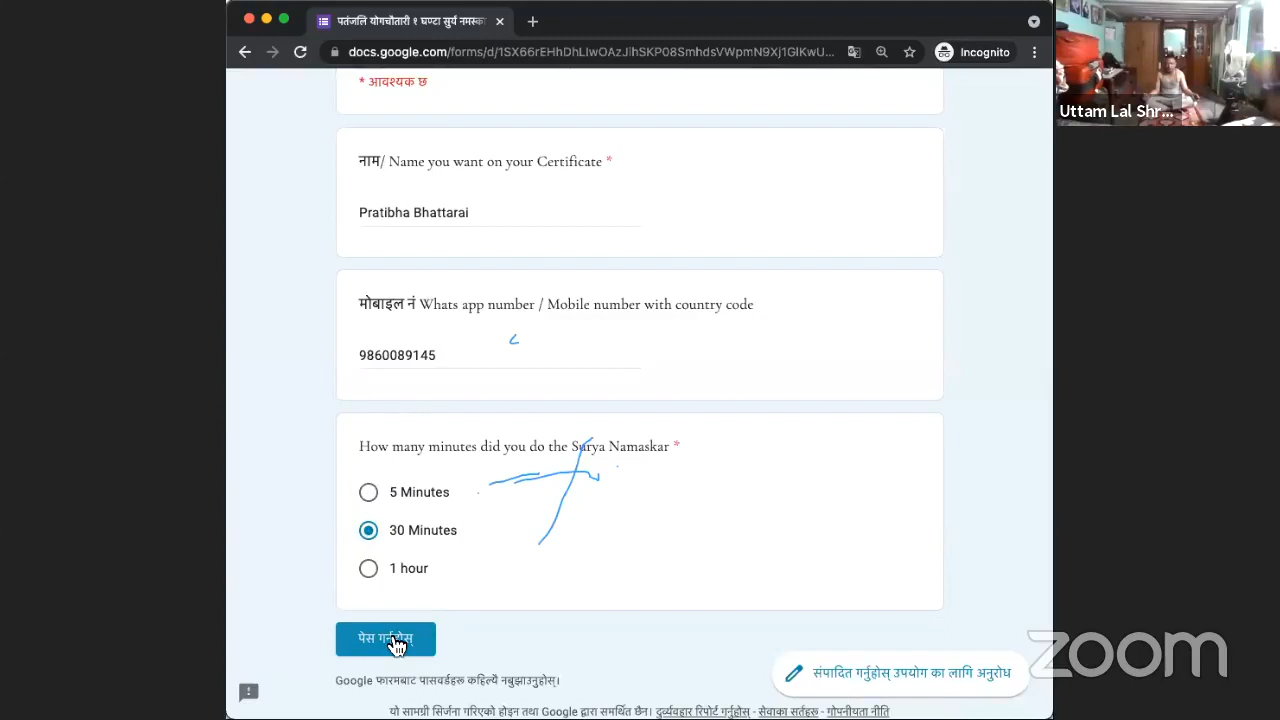 पतंजलि योगचौतारी १ घण्टा सुर्य नमस्का
docs.google.com/forms/d/1SX66rEHhDhLIwOAzJIhSKP08SmhdsVWpmN9Xj1GIKwU...
Incognito
Uttam Lal Shr...
* आवश्यक छ
नाम/ Name you want on your Certificate *
Pratibha Bhattarai
मोबाइल नं Whats app number / Mobile number with country code
9860089145
How many minutes did you do the Surya Namaskar *
5 Minutes
30 Minutes
1 hour
पेस गर्नुहोस्
zoom
संपादित गर्नुहोस् उपयोग का लागि अनुरोध
Google फारमबाट पासवर्डहरू कहिल्यै नबुझाउनुहोस्।
यो सामग्री सिर्जना गरिएको होइन तथा Google द्वारा समर्थित छैन। दुर्व्यवहार रिपोर्ट गर्नुहोस् - सेवाका सर्तहरू - गोपनीयता नीति